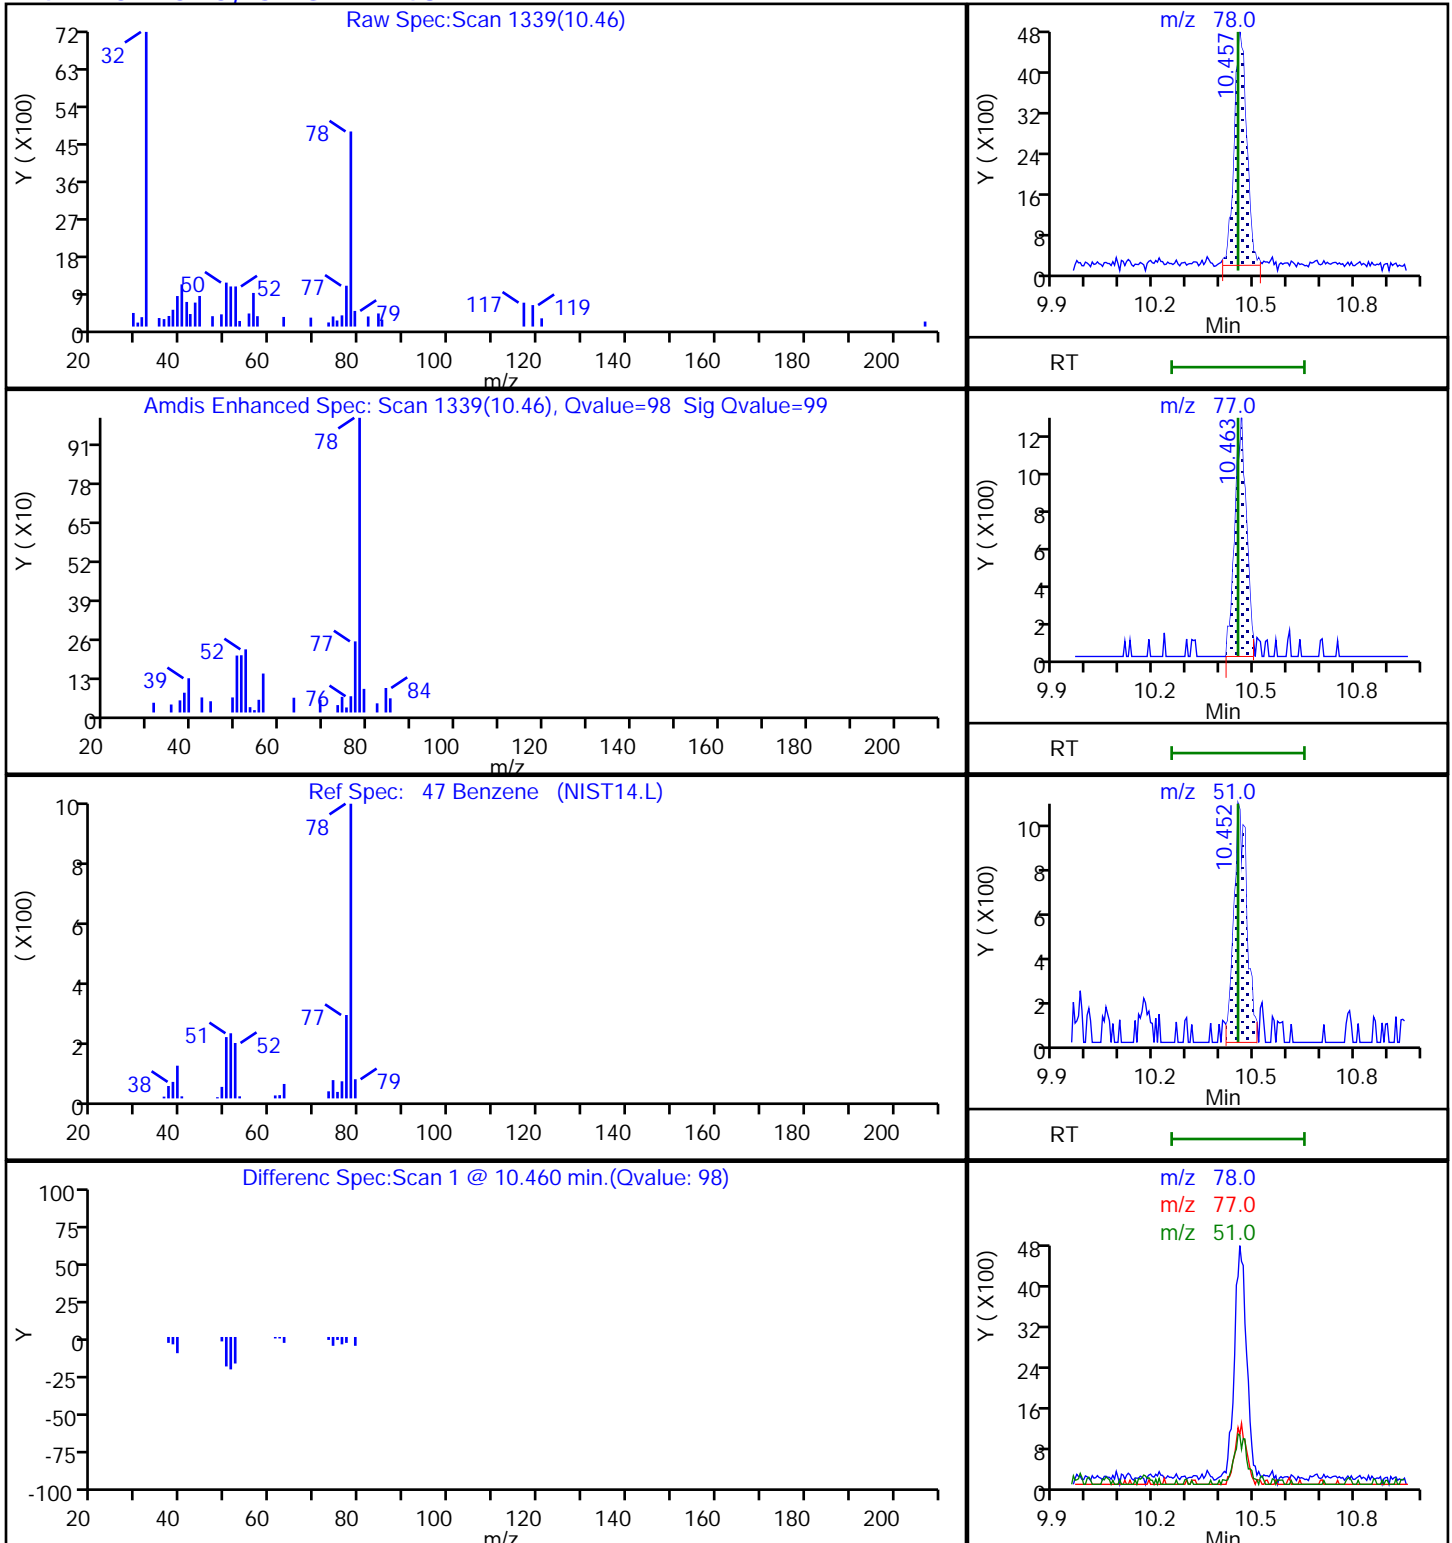 Raw Spec:Scan 1339(10.46)
Y ( X100)
72
63
54
45
36
27
18
9
0
32
78
50
52
77
79
117
119
20 40 60 80 100 120 140 160 180 200
m/z
m/z 78.0
Y ( X100)
48
40
32
24
16
8
0
10.457
9.9 10.2 10.5 10.8
Min
RT
Amdis Enhanced Spec: Scan 1339(10.46), Qvalue=98 Sig Qvalue=99
Y ( X10)
91
78
65
52
39
26
13
0
78
52
77
39
76
84
20 40 60 80 100 120 140 160 180 200
m/z
m/z 77.0
Y ( X100)
12
10
8
6
4
2
0
10.463
9.9 10.2 10.5 10.8
Min
RT
Ref Spec: 47 Benzene (NIST14.L)
( X100)
10
8
6
4
2
0
78
77
51
52
38
79
20 40 60 80 100 120 140 160 180 200
m/z 51.0
Y ( X100)
10
8
6
4
2
0
10.452
9.9 10.2 10.5 10.8
Min
RT
Differenc Spec:Scan 1 @ 10.460 min.(Qvalue: 98)
Y
100
75
50
25
0
-25
-50
-75
-100
20 40 60 80 100 120 140 160 180 200
m/z
m/z 78.0
m/z 77.0
m/z 51.0
Y ( X100)
48
40
32
24
16
8
0
9.9 10.2 10.5 10.8
Min